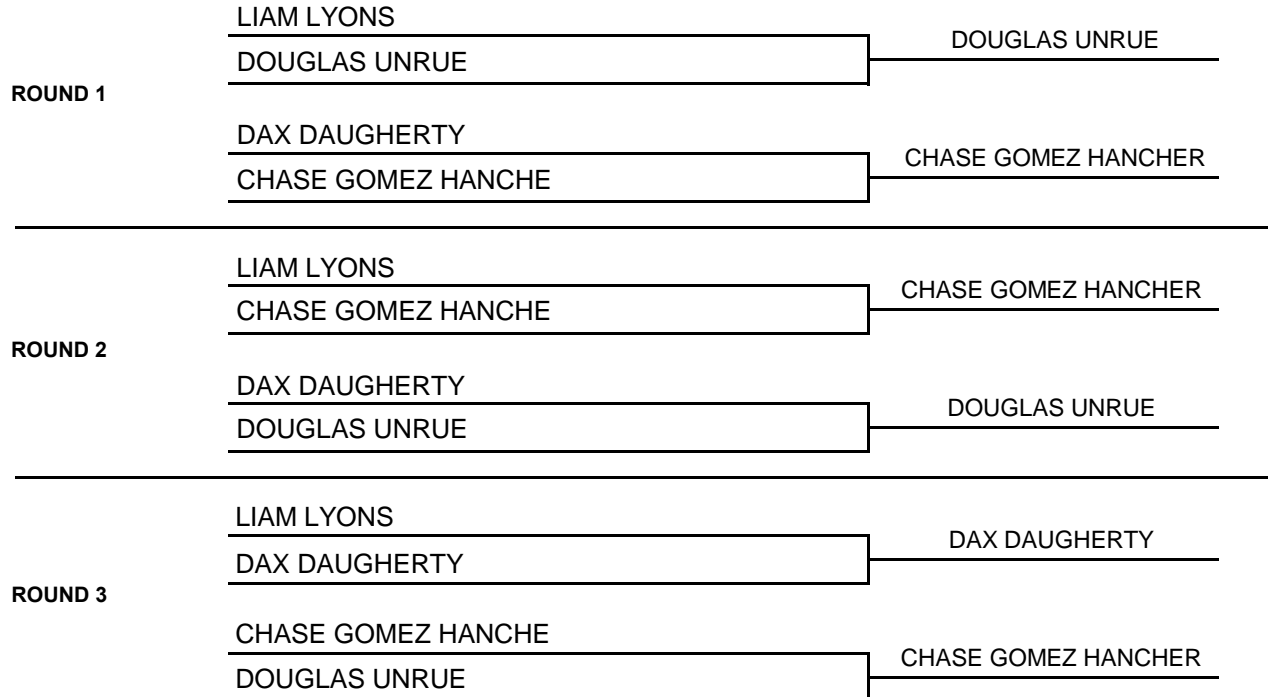 LIAM LYONS
DOUGLAS UNRUE
DOUGLAS UNRUE
ROUND 1
DAX DAUGHERTY
CHASE GOMEZ HANCHER
CHASE GOMEZ HANCHE
LIAM LYONS
CHASE GOMEZ HANCHER
CHASE GOMEZ HANCHE
ROUND 2
DAX DAUGHERTY
DOUGLAS UNRUE
DOUGLAS UNRUE
LIAM LYONS
DAX DAUGHERTY
DAX DAUGHERTY
ROUND 3
CHASE GOMEZ HANCHE
CHASE GOMEZ HANCHER
DOUGLAS UNRUE